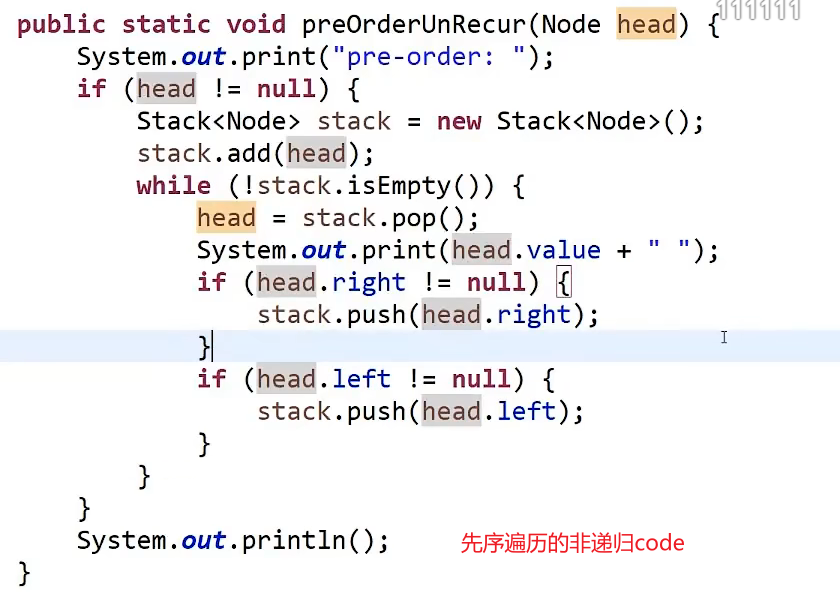 111111
public static void preOrderUnRecur(Node head) {
    System.out.print("pre-order: ");
    if (head != null) {
        Stack<Node> stack = new Stack<Node>();
        stack.add(head);
        while (!stack.isEmpty()) {
            head = stack.pop();
            System.out.print(head.value + " ");
            if (head.right != null) {
                stack.push(head.right);
            }
            if (head.left != null) {
                stack.push(head.left);
            }
        }
    }
    System.out.println();
先序遍历的非递归code
}